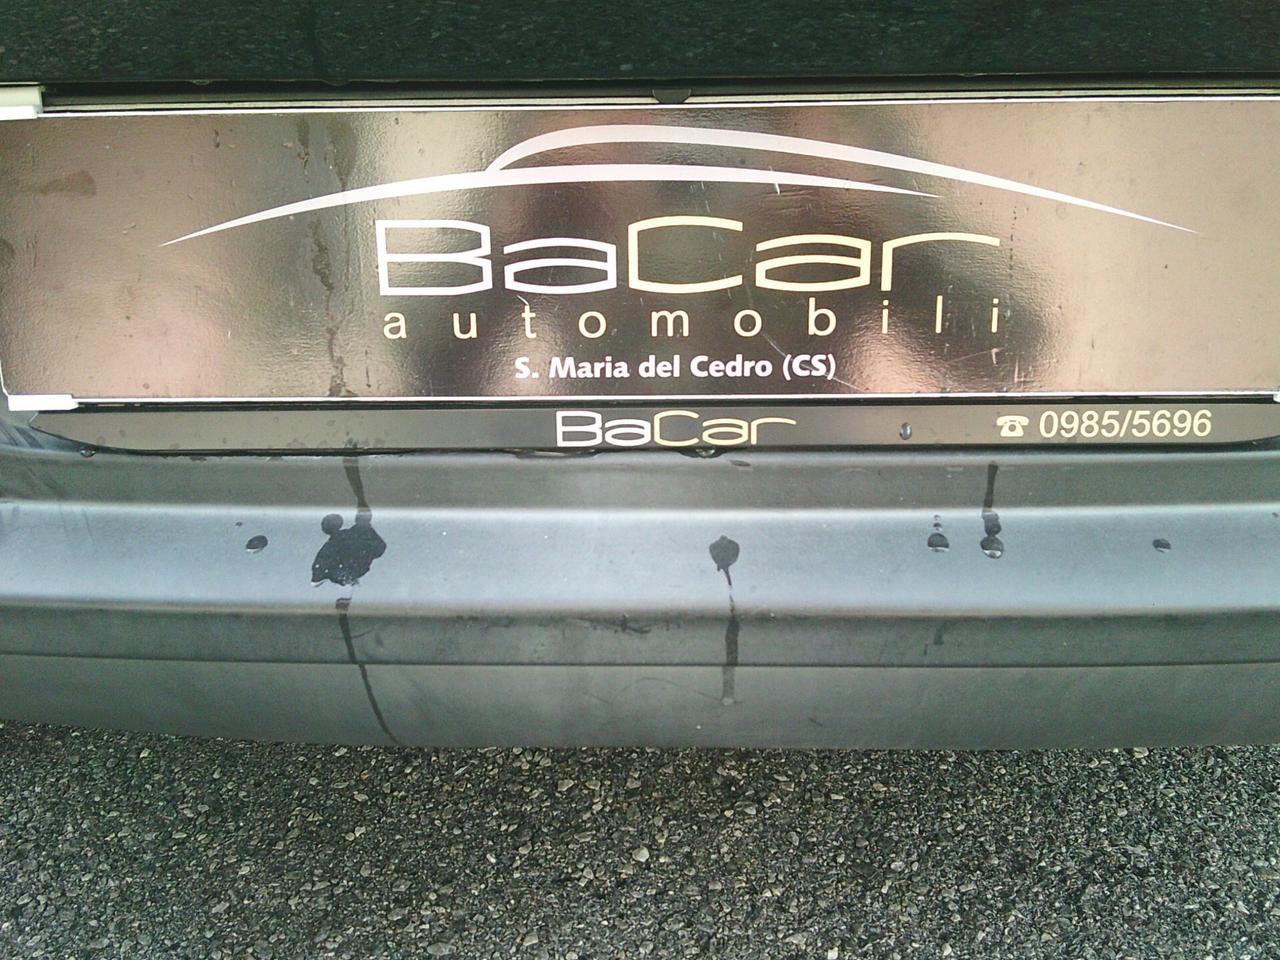 BaCar
automobili
S. Maria del Cedro (CS)
BaCar ☎ 0985/5696